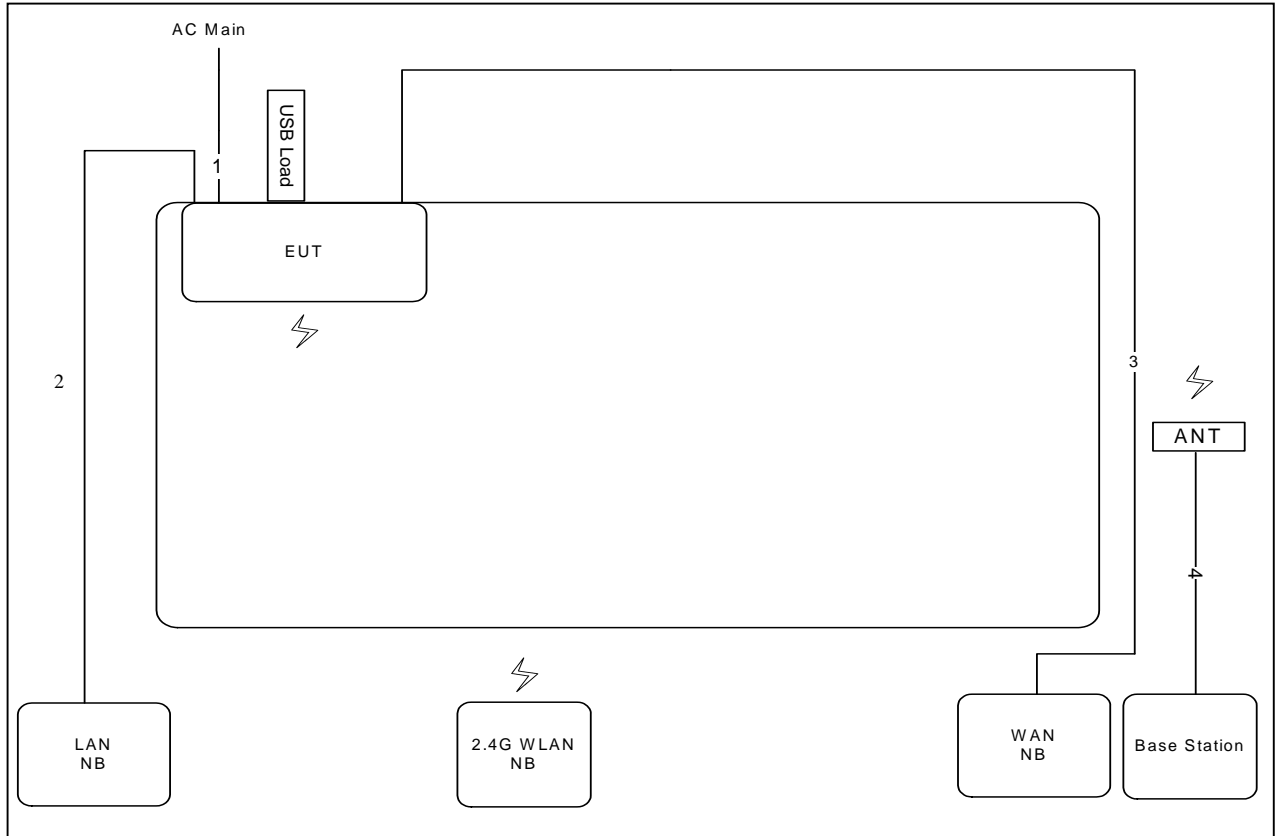 AC Main
USB Load
1
EUT
2
3
ANT
4
LAN
NB
2.4G WLAN
NB
WAN
NB
Base Station